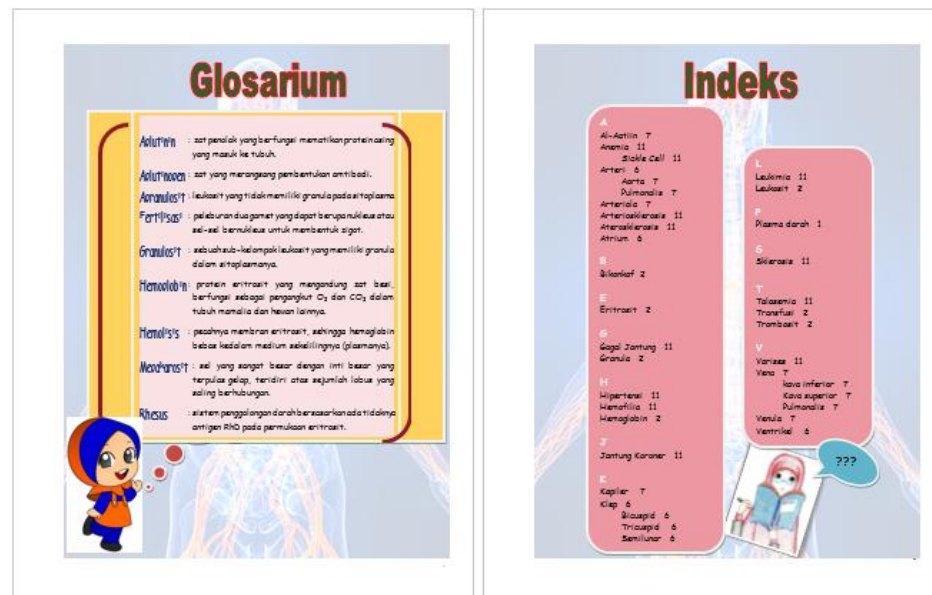 Glosarium
Aglutinin : zat penolak yang berfungsi mematikan protein asing
yang masuk ke tubuh.
Aglutinogen : zat yang merangsang pembentukan antibodi.
Agranulosit : leukosit yang tidak memiliki granula pada sitoplasma
Fertilisasi : peleburan dua gamet yang dapat berupa nukleus atau
sel-sel bernukleus untuk membentuk zigot.
Granulosit : sebuah sub-kelompok leukosit yang memiliki granula
dalam sitoplasmanya.
Hemoglobin : protein eritrosit yang mengandung zat besi,
berfungsi sebagai pengangkut O₂ dan CO₂ dalam
tubuh mamalia dan hewan lainnya.
Hemolisis : pecahnya membran eritrosit, sehingga hemoglobin
bebas kedalam medium sekelilingnya (plasmanya).
Megakariosit : sel yang sangat besar dengan inti besar yang
terpulas gelap, teridiri atas sejumlah lobus yang
saling berhubungan.
Rhesus : sistem penggolongan darah bersasarkan ada tidaknya
antigen RhD pada permukaan eritrosit.
Indeks
A
Al-Aatiin 7
Anemia 11
Sickle Cell 11
Arteri 6
Aorta 7
Pulmonalis 7
Arteriola 7
Arteriosklerosis 11
Aterosklerosis 11
Atrium 6
B
Bikonkaf 2
E
Eritrosit 2
G
Gagal Jantung 11
Granula 2
H
Hipertensi 11
Hemofilia 11
Hemoglobin 2
J
Jantung Koroner 11
K
Kapiler 7
Klep 6
Bicuspid 6
Tricuspid 6
Semilunar 6
L
Leukimia 11
Leukosit 2
P
Plasma darah 1
S
Sklerosis 11
T
Talasemia 11
Transfusi 2
Trombosit 2
V
Varises 11
Vena 7
kava inferior 7
Kava superior 7
Pulmonalis 7
Venula 7
Ventrikel 6
???